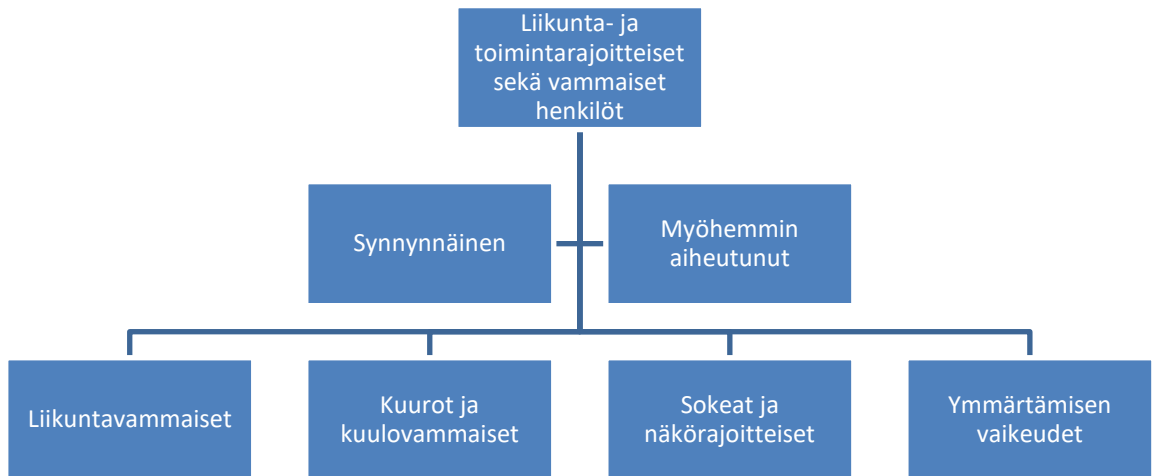 Liikunta- ja
toimintarajoitteiset
sekä vammaiset
henkilöt
Synnynnäinen
Myöhemmin
aiheutunut
Liikuntavammaiset
Kuurot ja
kuulovammaiset
Sokeat ja
näkörajoitteiset
Ymmärtämisen
vaikeudet